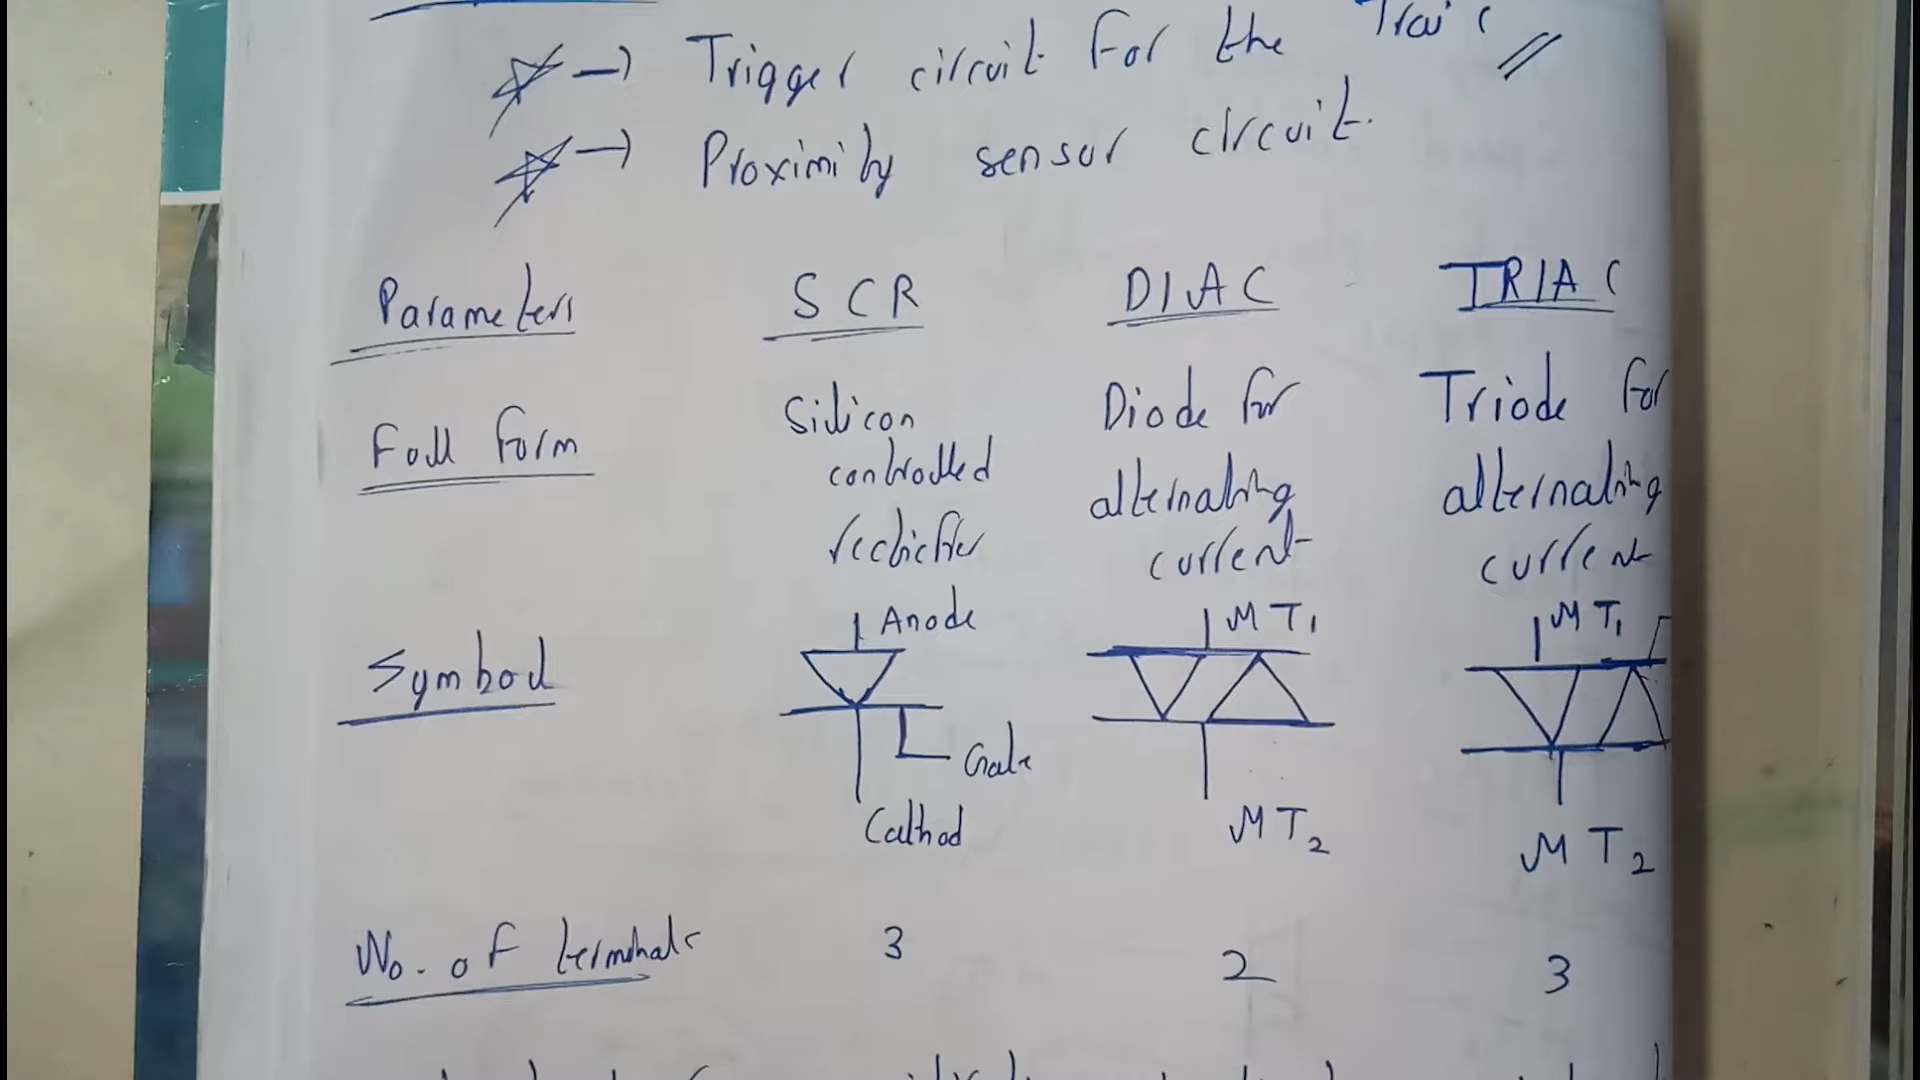 → Trigger circuit for the Traic
→ Proximity sensor circuit.
Parameters SCR DIAC TRIAC
Full form Silicon controlled rectifier Diode for alternating current Triode for alternating current
Symbol
Anode
Gate
Cathod
MT1
MT2
MT1
MT2
No. of terminals 3 2 3